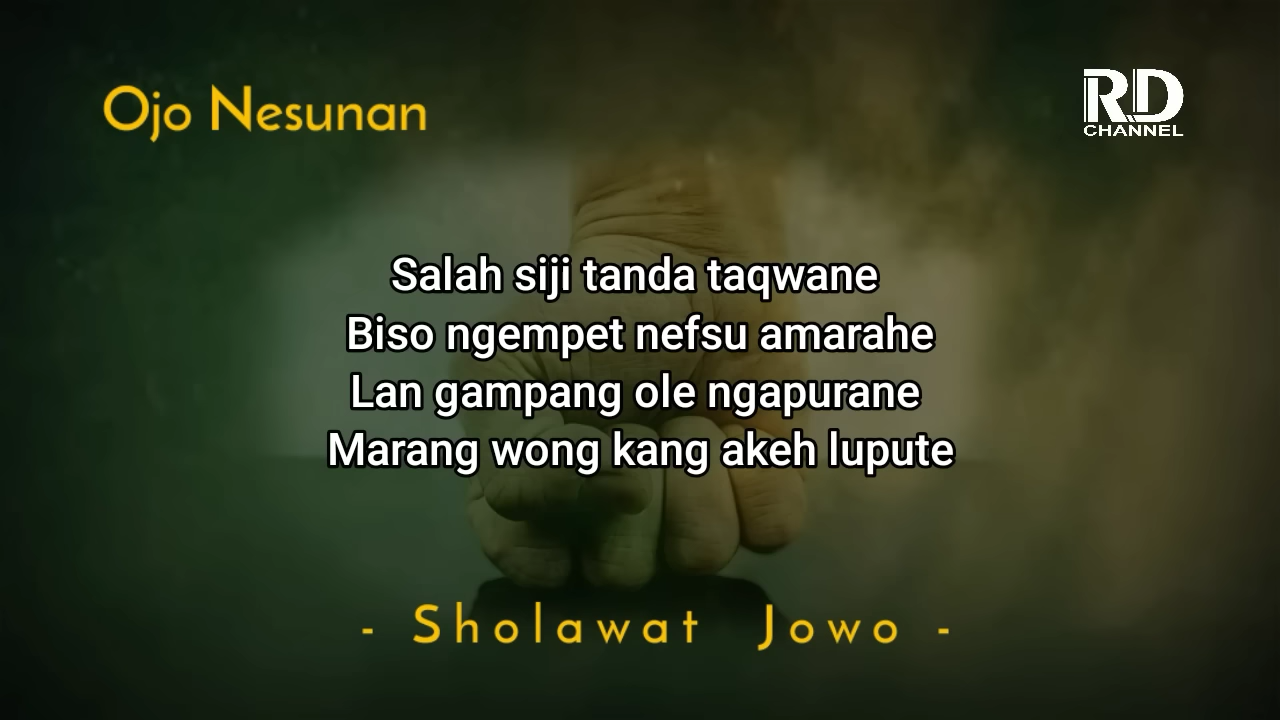 Ojo Nesunan
RD
CHANNEL
Salah siji tanda taqwane
Biso ngempet nefsu amarahe
Lan gampang ole ngapurane
Marang wong kang akeh lupute
- Sholawat Jowo -